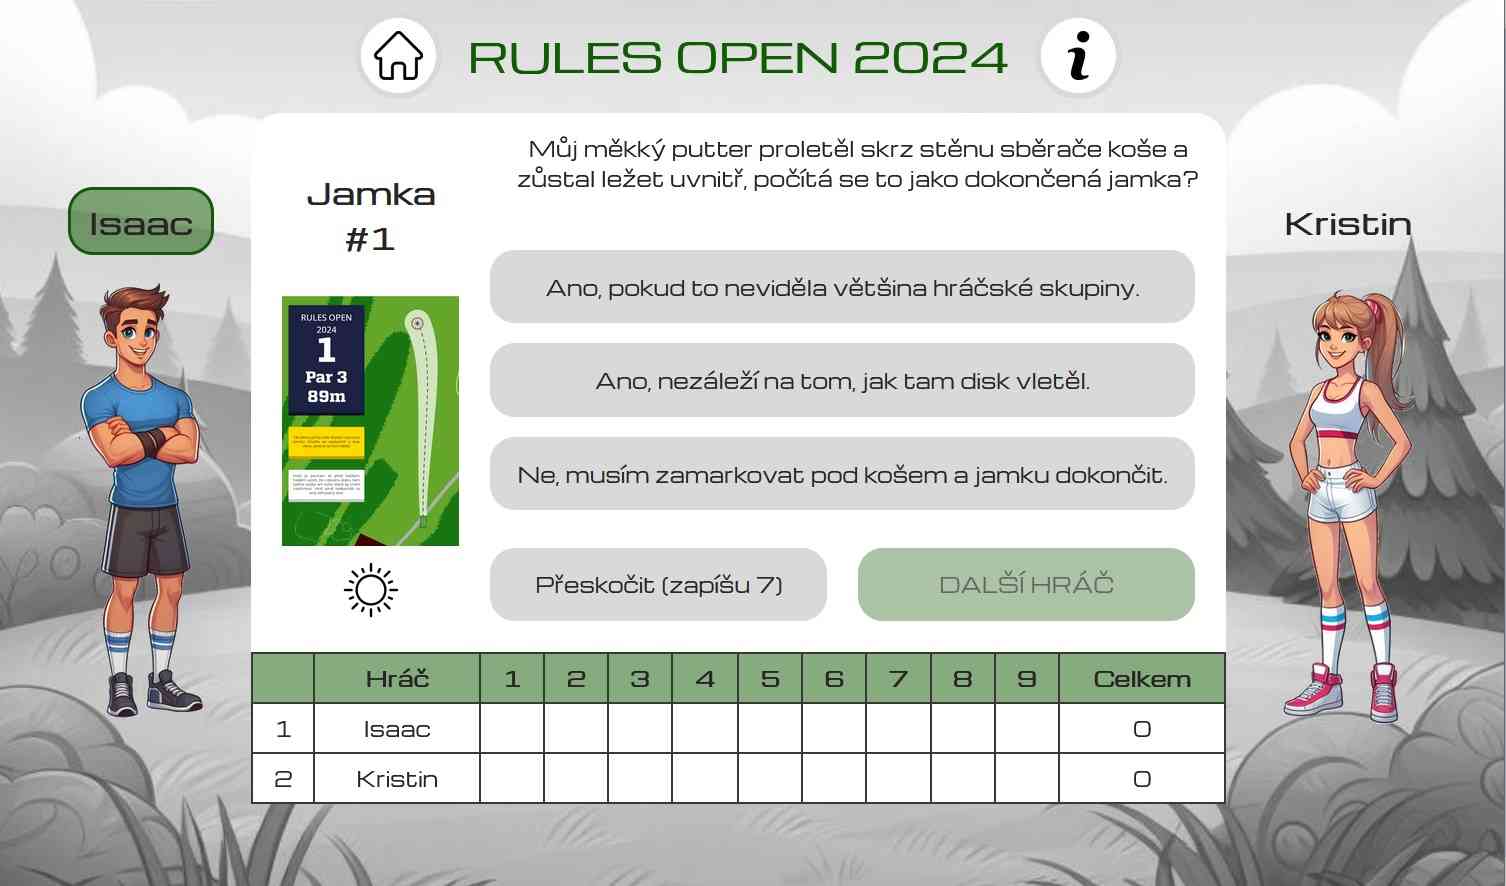 RULES OPEN 2024
Isaac
Kristin
Jamka
#1
RULES OPEN
2024
1
Par 3
89m
Můj měkký putter proletěl skrz stěnu sběrače koše a
zůstal ležet uvnitř, počítá se to jako dokončená jamka?
Ano, pokud to neviděla většina hráčské skupiny.
Ano, nezáleží na tom, jak tam disk vletěl.
Ne, musím zamarkovat pod košem a jamku dokončit.
Přeskočit (zapíšu 7)
DALŠÍ HRÁČ
Hráč 1 2 3 4 5 6 7 8 9 Celkem
1 Isaac 0
2 Kristin 0